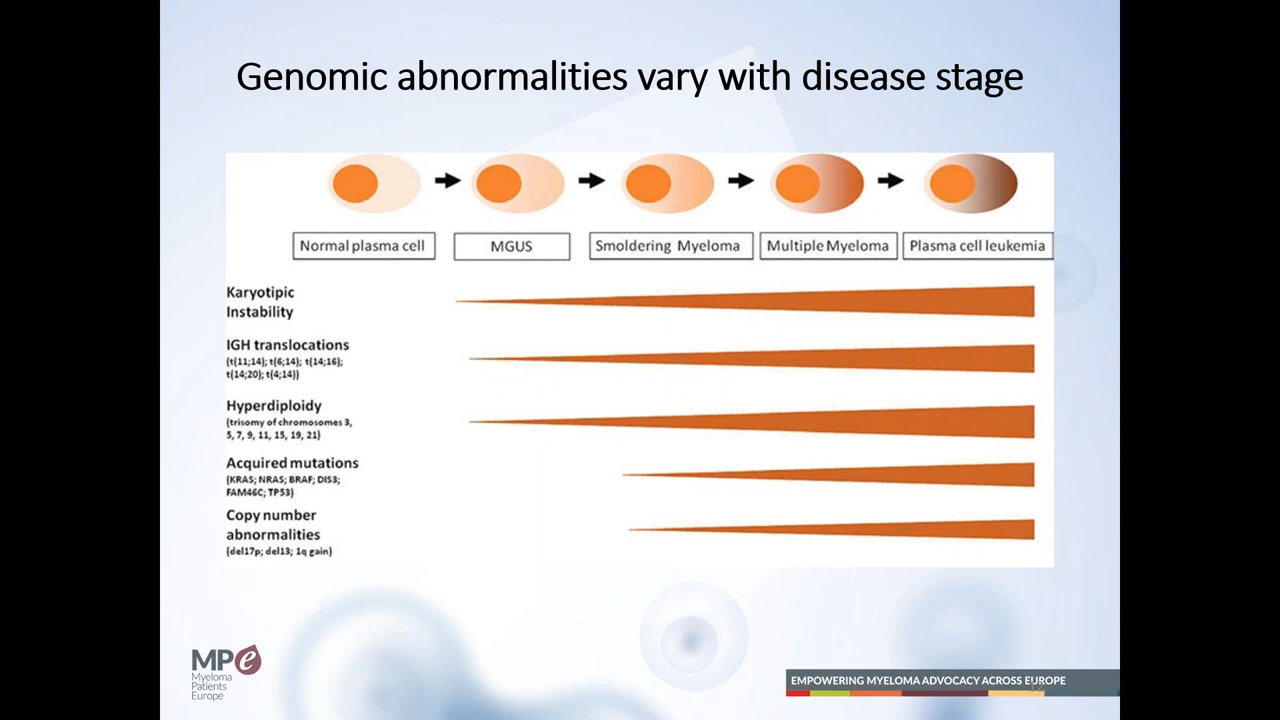 Genomic abnormalities vary with disease stage
Normal plasma cell
MGUS
Smoldering Myeloma
Multiple Myeloma
Plasma cell leukemia
Karyotipic
Instability
IGH translocations
(t(11;14); t(6;14); t(14;16);
t(14;20); t(4;14))
Hyperdiploidy
(trisomy of chromosomes 3,
5, 7, 9, 11, 15, 19, 21)
Acquired mutations
(KRAS; NRAS; BRAF; DIS3;
FAM46C; TP53)
Copy number
abnormalities
(del17p; del13; 1q gain)
MPe
Myeloma
Patients
Europe
EMPOWERING MYELOMA ADVOCACY ACROSS EUROPE